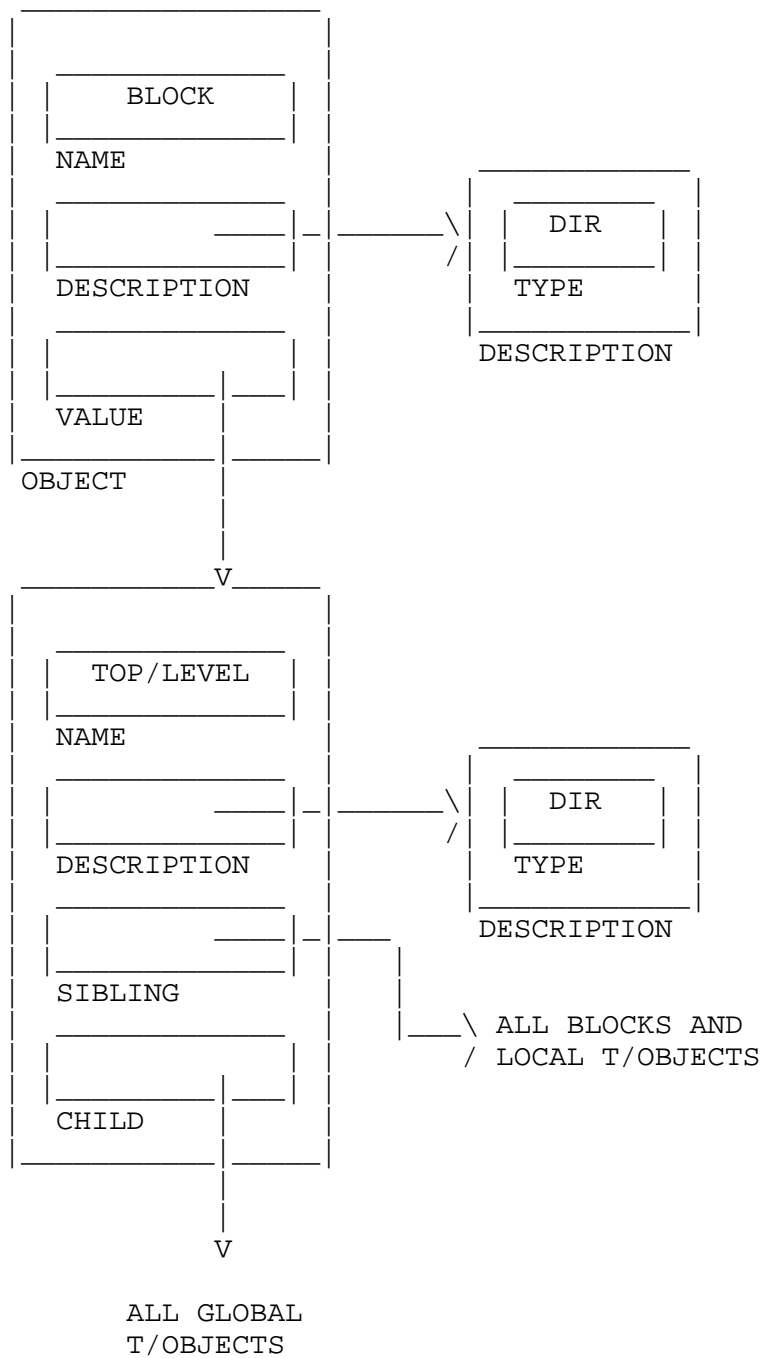 BLOCK
NAME
DIR
DESCRIPTION
TYPE
DESCRIPTION
VALUE
OBJECT
V
TOP/LEVEL
NAME
DIR
DESCRIPTION
TYPE
DESCRIPTION
SIBLING
ALL BLOCKS AND
LOCAL T/OBJECTS
CHILD
V
ALL GLOBAL
T/OBJECTS